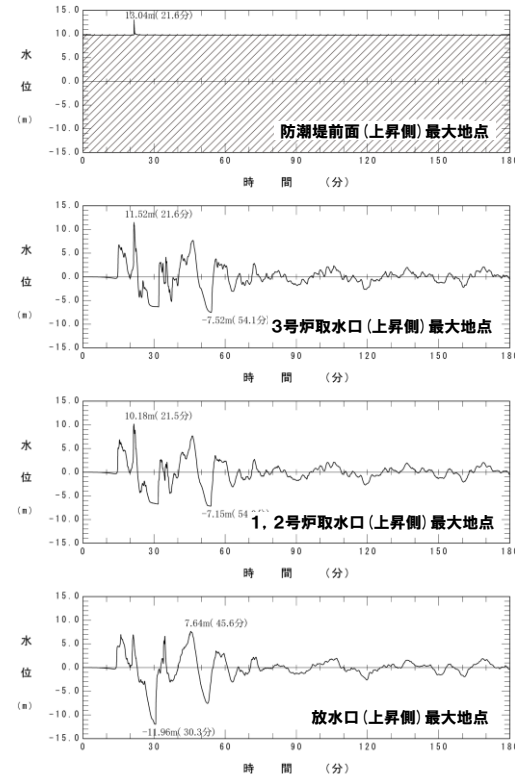 15.0
10.0
5.0
0.0
-5.0
-10.0
-15.0
水
位
(m)
13.04m( 21.6分)
防潮堤前面(上昇側)最大地点
0 30 60 90 120 150 180
時 間 (分)
15.0
10.0
5.0
0.0
-5.0
-10.0
-15.0
水
位
(m)
11.52m( 21.6分)
-7.52m( 54.1分)
3号炉取水口(上昇側)最大地点
0 30 60 90 120 150 180
時 間 (分)
15.0
10.0
5.0
0.0
-5.0
-10.0
-15.0
水
位
(m)
10.18m( 21.5分)
-7.15m(
1，2号炉取水口(上昇側)最大地点
0 30 60 90 120 150 180
時 間 (分)
15.0
10.0
5.0
0.0
-5.0
-10.0
-15.0
水
位
(m)
7.64m( 45.6分)
-11.96m( 30.3分)
放水口(上昇側)最大地点
0 30 60 90 120 150 180
時 間 (分)